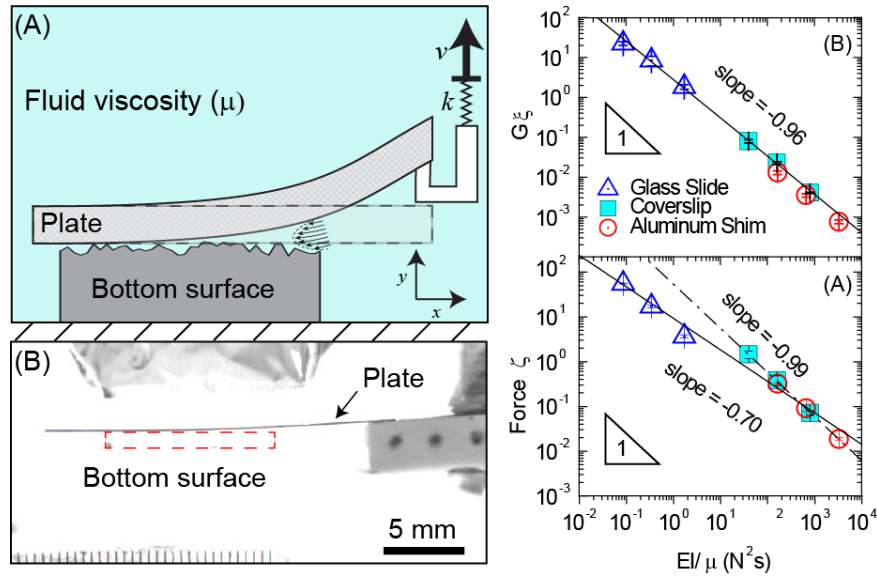 (A)
v
k
Fluid viscosity (μ)
Plate
Bottom surface
y
x
(B)
Plate
Bottom surface
5 mm
(B)
10²
10¹
10⁰
10⁻¹
10⁻²
10⁻³
G ξ
slope = -0.96
1
Glass Slide
Coverslip
Aluminum Shim
(A)
10²
10¹
10⁰
10⁻¹
10⁻²
10⁻³
Force ζ
slope = -0.99
slope = -0.70
1
10⁻² 10⁻¹ 10⁰ 10¹ 10² 10³ 10⁴
EI/ μ (N²s)